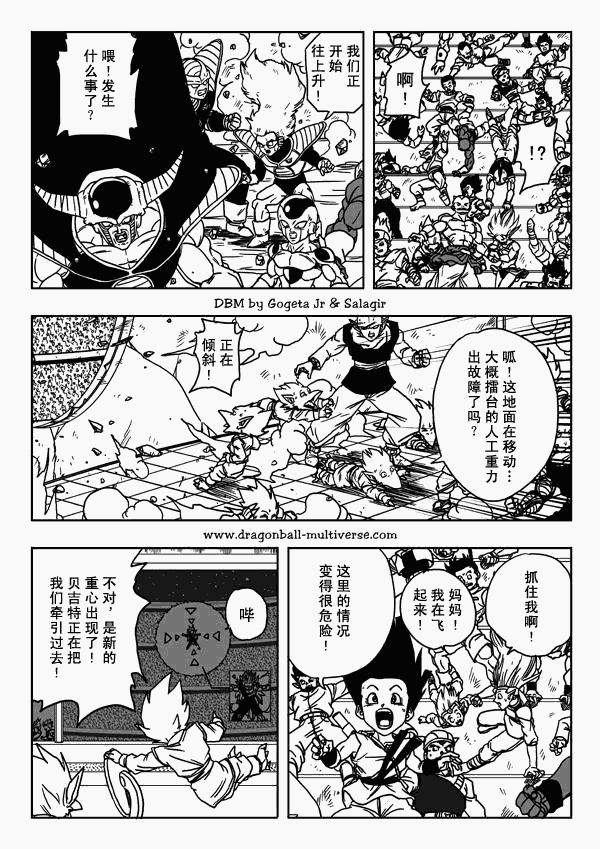 啊！
！？
我们正
开始
往上升！
喂！发生
什么事了？
DBM by Gogeta Jr & Salagir
呱！这地面在移动…
大概擂台的人工重力
出故障了吗？
正在
倾斜！
www.dragonball-multiverse.com
抓住我啊！
妈妈！
我在飞
起来！
这里的情况
变得很危险！
哔
不对，是新的
重心出现了！
贝吉特正在把
我们牵引过去！